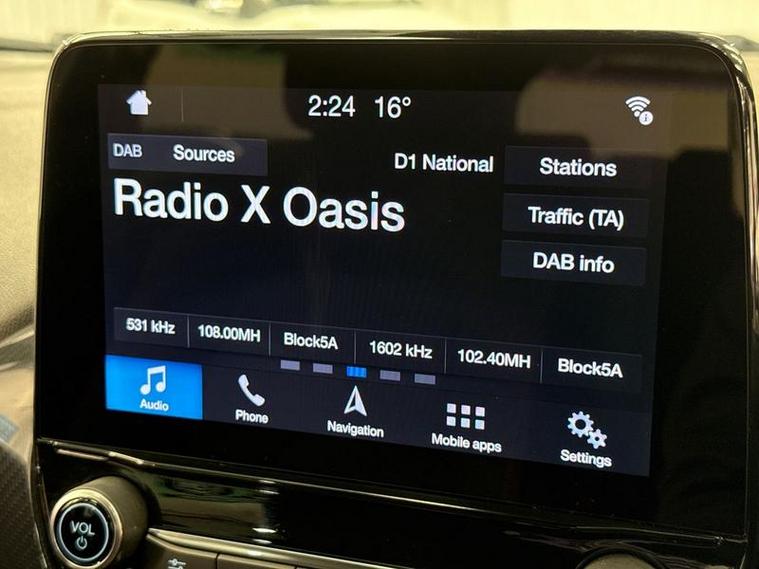 2:24 16°
DAB Sources
D1 National
Stations
Radio X Oasis
Traffic (TA)
DAB info
531 kHz 108.00MH Block5A 1602 kHz 102.40MH Block5A
Audio Phone Navigation Mobile apps Settings
VOL